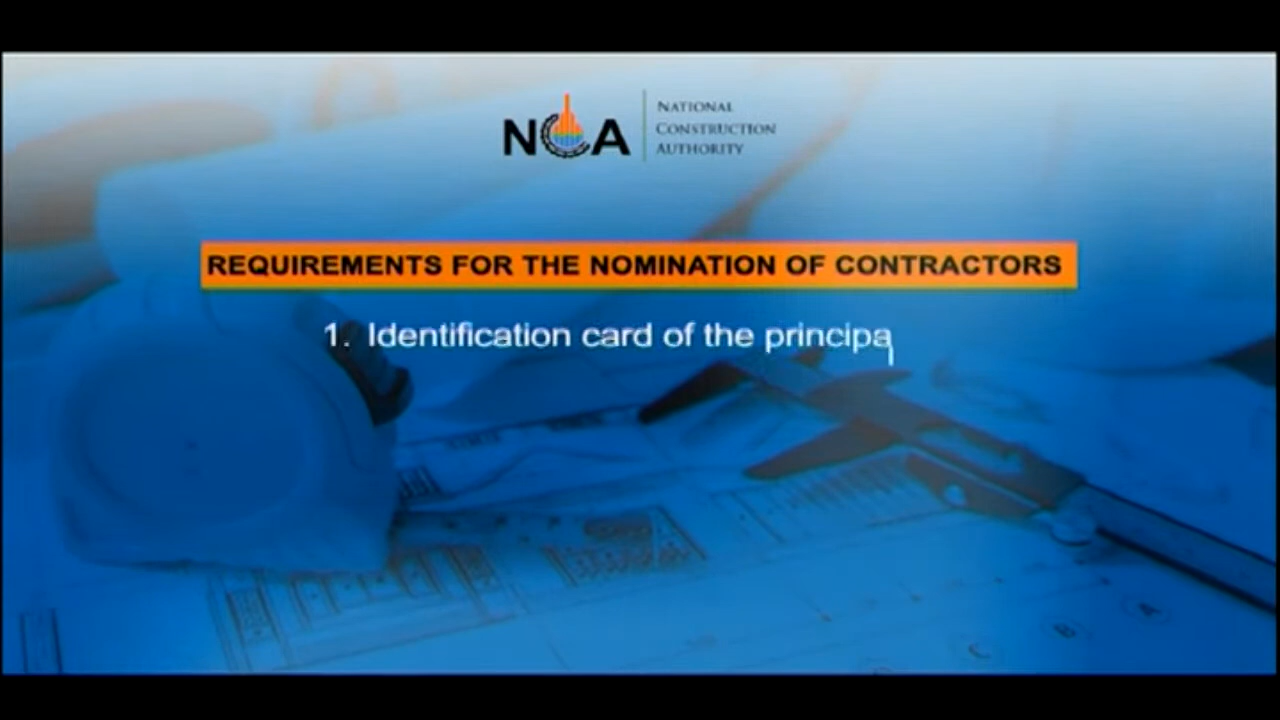 NCA
NATIONAL
CONSTRUCTION
AUTHORITY
REQUIREMENTS FOR THE NOMINATION OF CONTRACTORS
1. Identification card of the principa
A
B
C